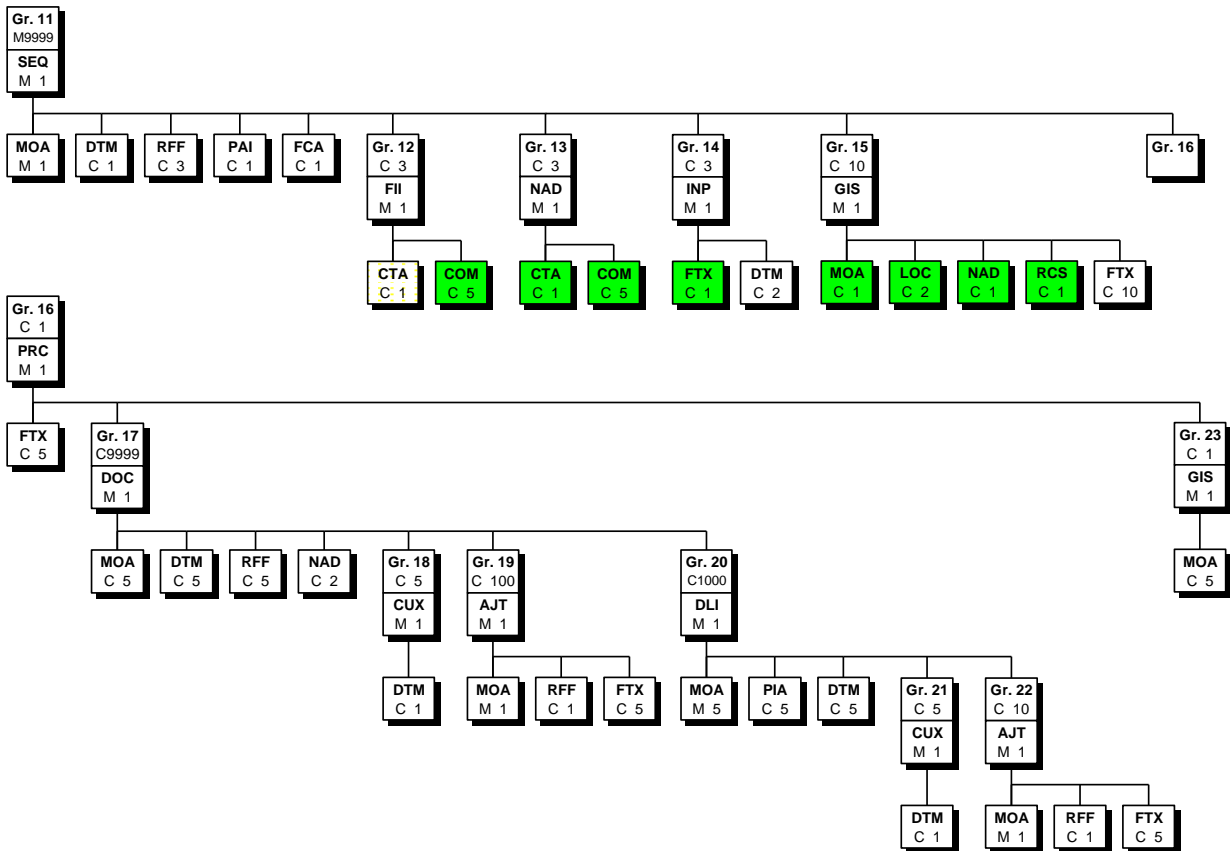 Gr. 11
M9999
SEQ
M 1
MOA
M 1
DTM
C 1
RFF
C 3
PAI
C 1
FCA
C 1
Gr. 12
C 3
FII
M 1
Gr. 13
C 3
NAD
M 1
Gr. 14
C 3
INP
M 1
Gr. 15
C 10
GIS
M 1
Gr. 16
CTA
C 1
COM
C 5
CTA
C 1
COM
C 5
FTX
C 1
DTM
C 2
MOA
C 1
LOC
C 2
NAD
C 1
RCS
C 1
FTX
C 10
Gr. 16
C 1
PRC
M 1
FTX
C 5
Gr. 17
C9999
DOC
M 1
Gr. 23
C 1
GIS
M 1
MOA
C 5
DTM
C 5
RFF
C 5
NAD
C 2
Gr. 18
C 5
CUX
M 1
Gr. 19
C 100
AJT
M 1
Gr. 20
C1000
DLI
M 1
MOA
C 5
DTM
C 1
MOA
M 1
RFF
C 1
FTX
C 5
MOA
M 5
PIA
C 5
DTM
C 5
Gr. 21
C 5
CUX
M 1
Gr. 22
C 10
AJT
M 1
DTM
C 1
MOA
M 1
RFF
C 1
FTX
C 5